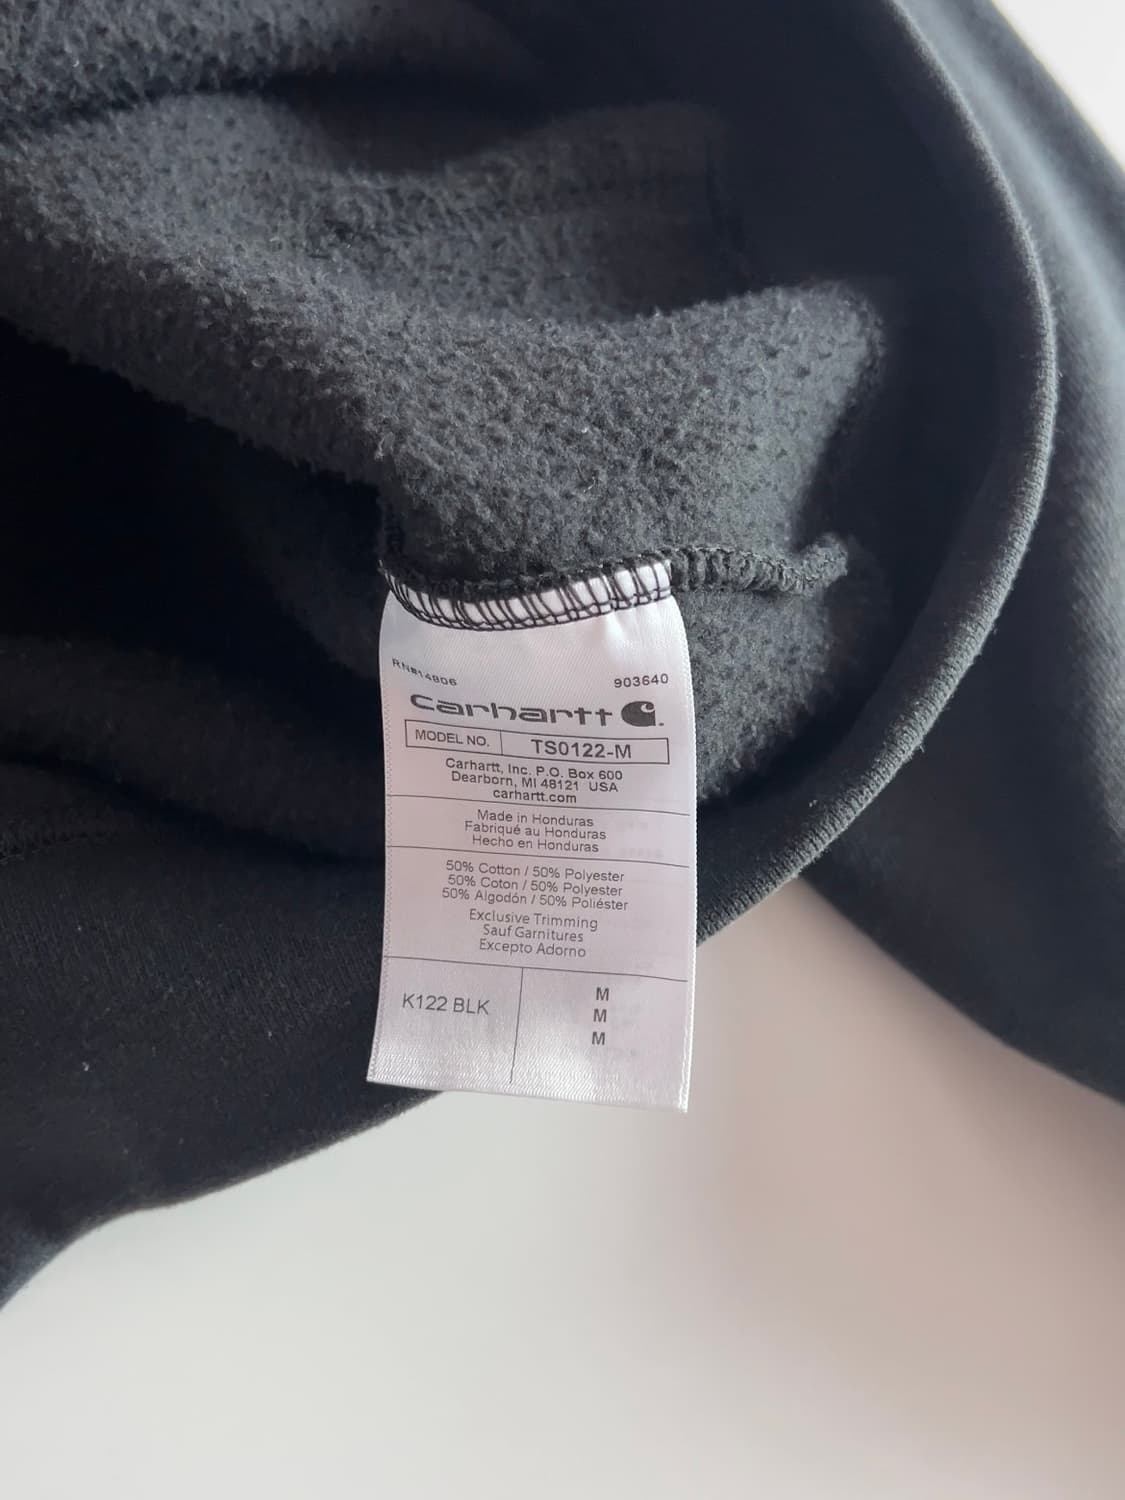 RN#14806
903640
carhartt
MODEL NO. TS0122-M
Carhartt, Inc. P.O. Box 600
Dearborn, MI 48121 USA
carhartt.com
Made in Honduras
Fabriqué au Honduras
Hecho en Honduras
50% Cotton / 50% Polyester
50% Coton / 50% Polyester
50% Algodón / 50% Poliéster
Exclusive Trimming
Sauf Garnitures
Excepto Adorno
K122 BLK
M
M
M